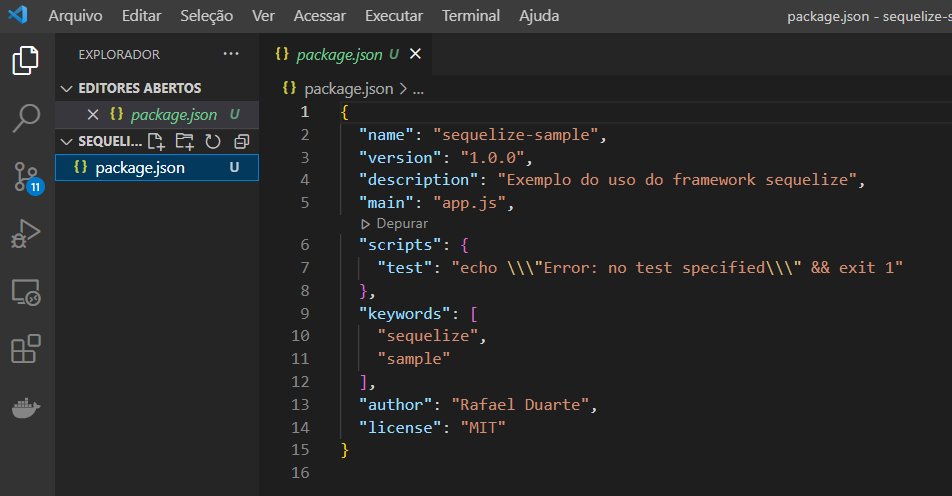 Arquivo Editar Seleção Ver Acessar Executar Terminal Ajuda package.json - sequelize-s
EXPLORADOR ···
EDITORES ABERTOS
{} package.json U
SEQUELI...
{} package.json U
11
{} package.json U
{} package.json > ...
1 {
2 "name": "sequelize-sample",
3 "version": "1.0.0",
4 "description": "Exemplo do uso do framework sequelize",
5 "main": "app.js",
Depurar
6 "scripts": {
7 "test": "echo \\\"Error: no test specified\\\" && exit 1"
8 },
9 "keywords": [
10 "sequelize",
11 "sample"
12 ],
13 "author": "Rafael Duarte",
14 "license": "MIT"
15 }
16